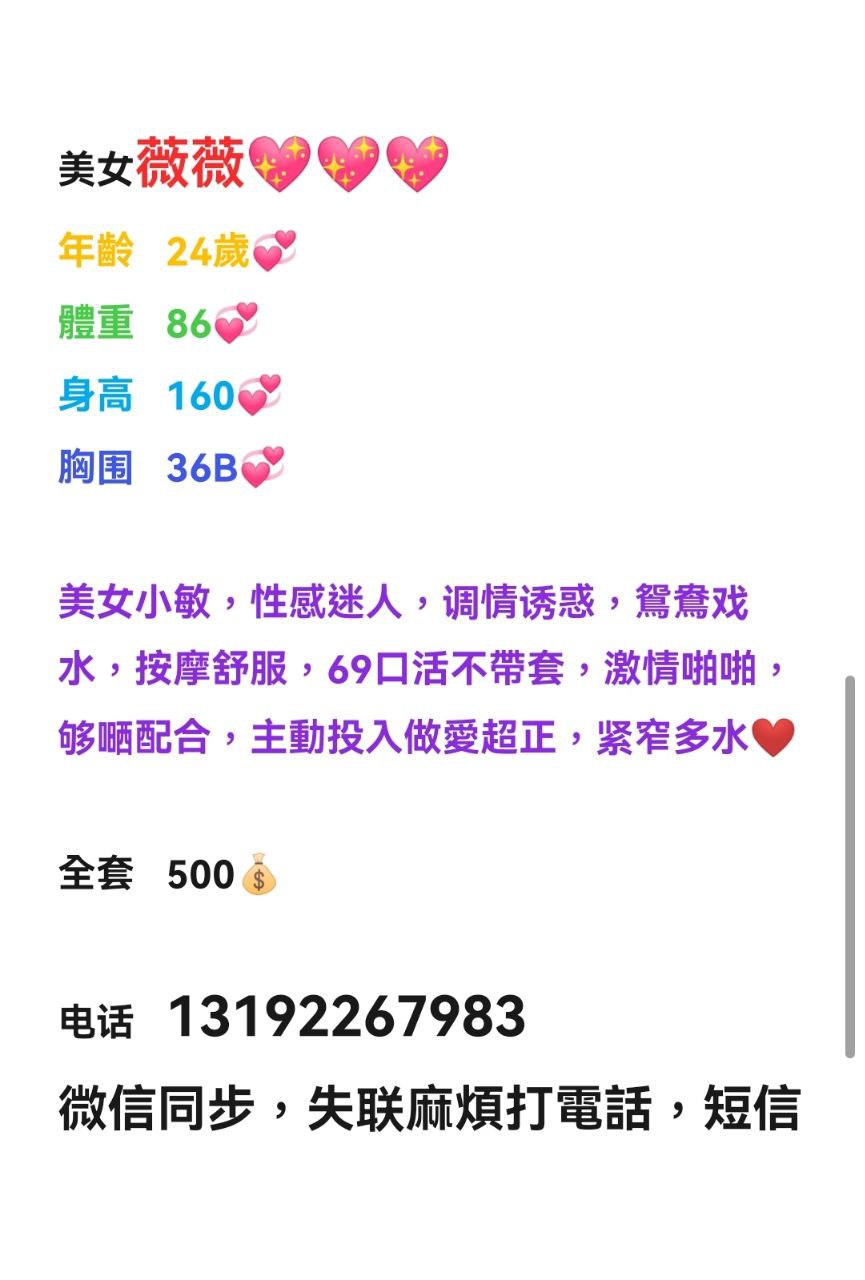 美女薇薇💖💖💖
年齡 24歲💞
體重 86💞
身高 160💞
胸围 36B💞
美女小敏，性感迷人，调情诱惑，鴛鴦戏
水，按摩舒服，69口活不帶套，激情啪啪，
够嗮配合，主動投入做愛超正，紧窄多水❤️
全套 500💰
电话 13192267983
微信同步，失联麻煩打電話，短信